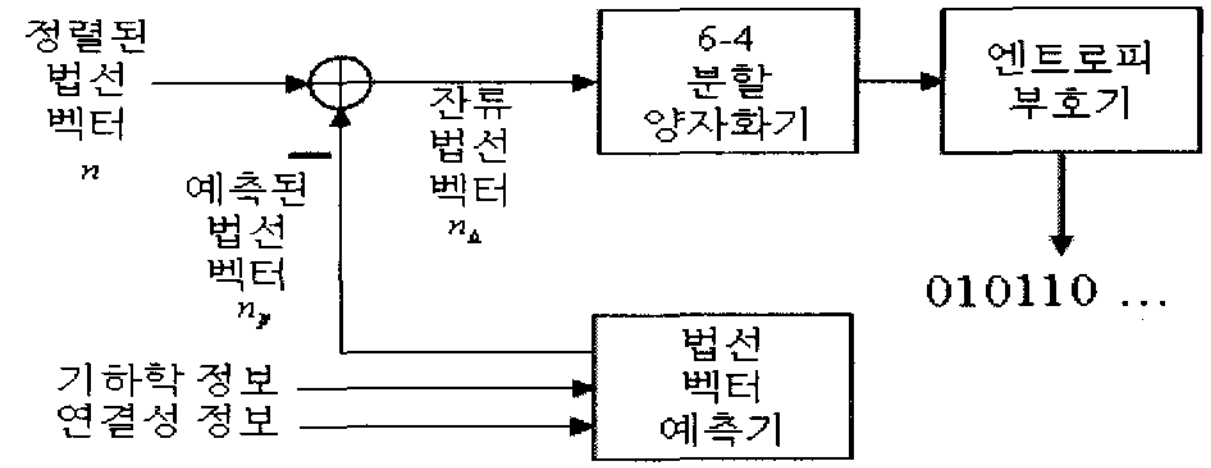 정렬된
법선
벡터
n
잔류
법선
벡터
n_Δ
예측된
법선
벡터
n_p
6-4
분할
양자화기
엔트로피
부호기
010110 ...
법선
벡터
예측기
기하학 정보
연결성 정보